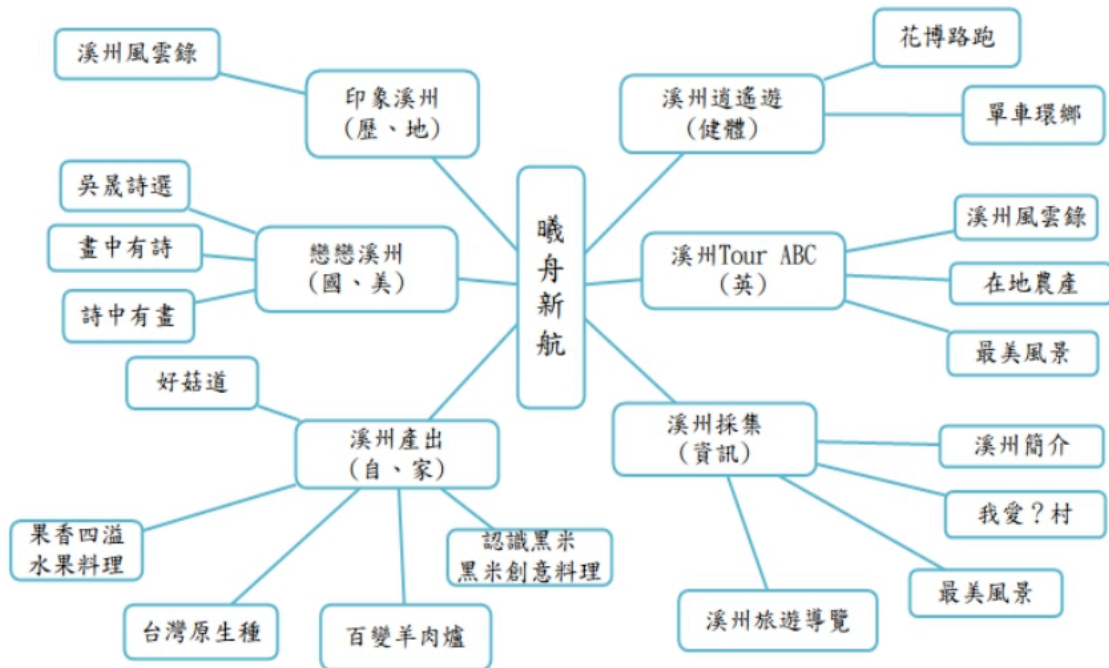 曦舟新航
印象溪州
(歷、地)
溪州風雲錄
戀戀溪州
(國、美)
吳晟詩選
畫中有詩
詩中有畫
溪州產出
(自、家)
好菇道
果香四溢
水果料理
台灣原生種
百變羊肉爐
認識黑米
黑米創意料理
溪州逍遙遊
(健體)
花博路跑
單車環鄉
溪州Tour ABC
(英)
溪州風雲錄
在地農產
最美風景
溪州採集
(資訊)
溪州簡介
我愛？村
最美風景
溪州旅遊導覽